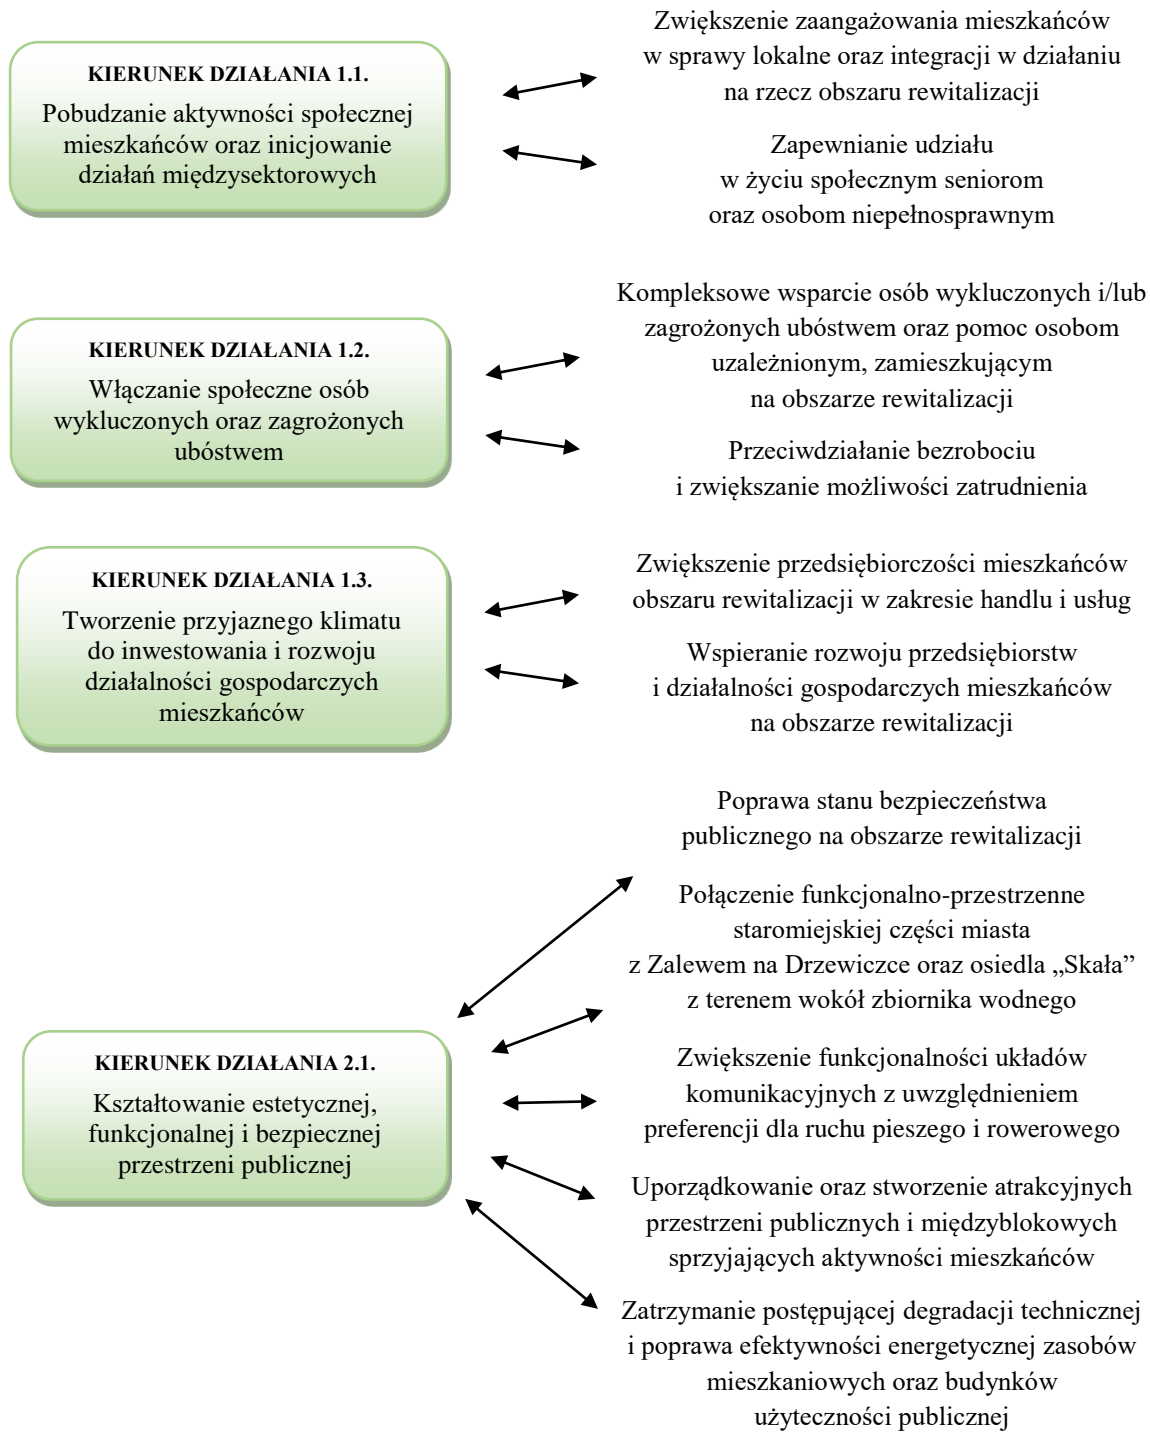 KIERUNEK DZIAŁANIA 1.1.
Pobudzanie aktywności społecznej
mieszkańców oraz inicjowanie
działań międzysektorowych
Zwiększenie zaangażowania mieszkańców
w sprawy lokalne oraz integracji w działaniu
na rzecz obszaru rewitalizacji
Zapewnianie udziału
w życiu społecznym seniorom
oraz osobom niepełnosprawnym
KIERUNEK DZIAŁANIA 1.2.
Włączanie społeczne osób
wykluczonych oraz zagrożonych
ubóstwem
Kompleksowe wsparcie osób wykluczonych i/lub
zagrożonych ubóstwem oraz pomoc osobom
uzależnionym, zamieszkującym
na obszarze rewitalizacji
Przeciwdziałanie bezrobociu
i zwiększanie możliwości zatrudnienia
KIERUNEK DZIAŁANIA 1.3.
Tworzenie przyjaznego klimatu
do inwestowania i rozwoju
działalności gospodarczych
mieszkańców
Zwiększenie przedsiębiorczości mieszkańców
obszaru rewitalizacji w zakresie handlu i usług
Wspieranie rozwoju przedsiębiorstw
i działalności gospodarczych mieszkańców
na obszarze rewitalizacji
KIERUNEK DZIAŁANIA 2.1.
Kształtowanie estetycznej,
funkcjonalnej i bezpiecznej
przestrzeni publicznej
Poprawa stanu bezpieczeństwa
publicznego na obszarze rewitalizacji
Połączenie funkcjonalno-przestrzenne
staromiejskiej części miasta
z Zalewem na Drzewiczce oraz osiedla „Skała”
z terenem wokół zbiornika wodnego
Zwiększenie funkcjonalności układów
komunikacyjnych z uwzględnieniem
preferencji dla ruchu pieszego i rowerowego
Uporządkowanie oraz stworzenie atrakcyjnych
przestrzeni publicznych i międzyblokowych
sprzyjających aktywności mieszkańców
Zatrzymanie postępującej degradacji technicznej
i poprawa efektywności energetycznej zasobów
mieszkaniowych oraz budynków
użyteczności publicznej